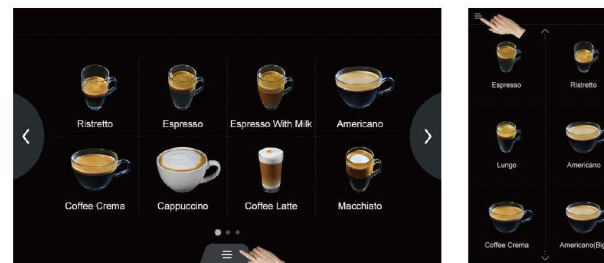 Ristretto Espresso Espresso With Milk Americano
Coffee Crema Cappuccino Coffee Latte Macchiato
Espresso Ristretto
Lungo Americano
Coffee Crema Americano(Big